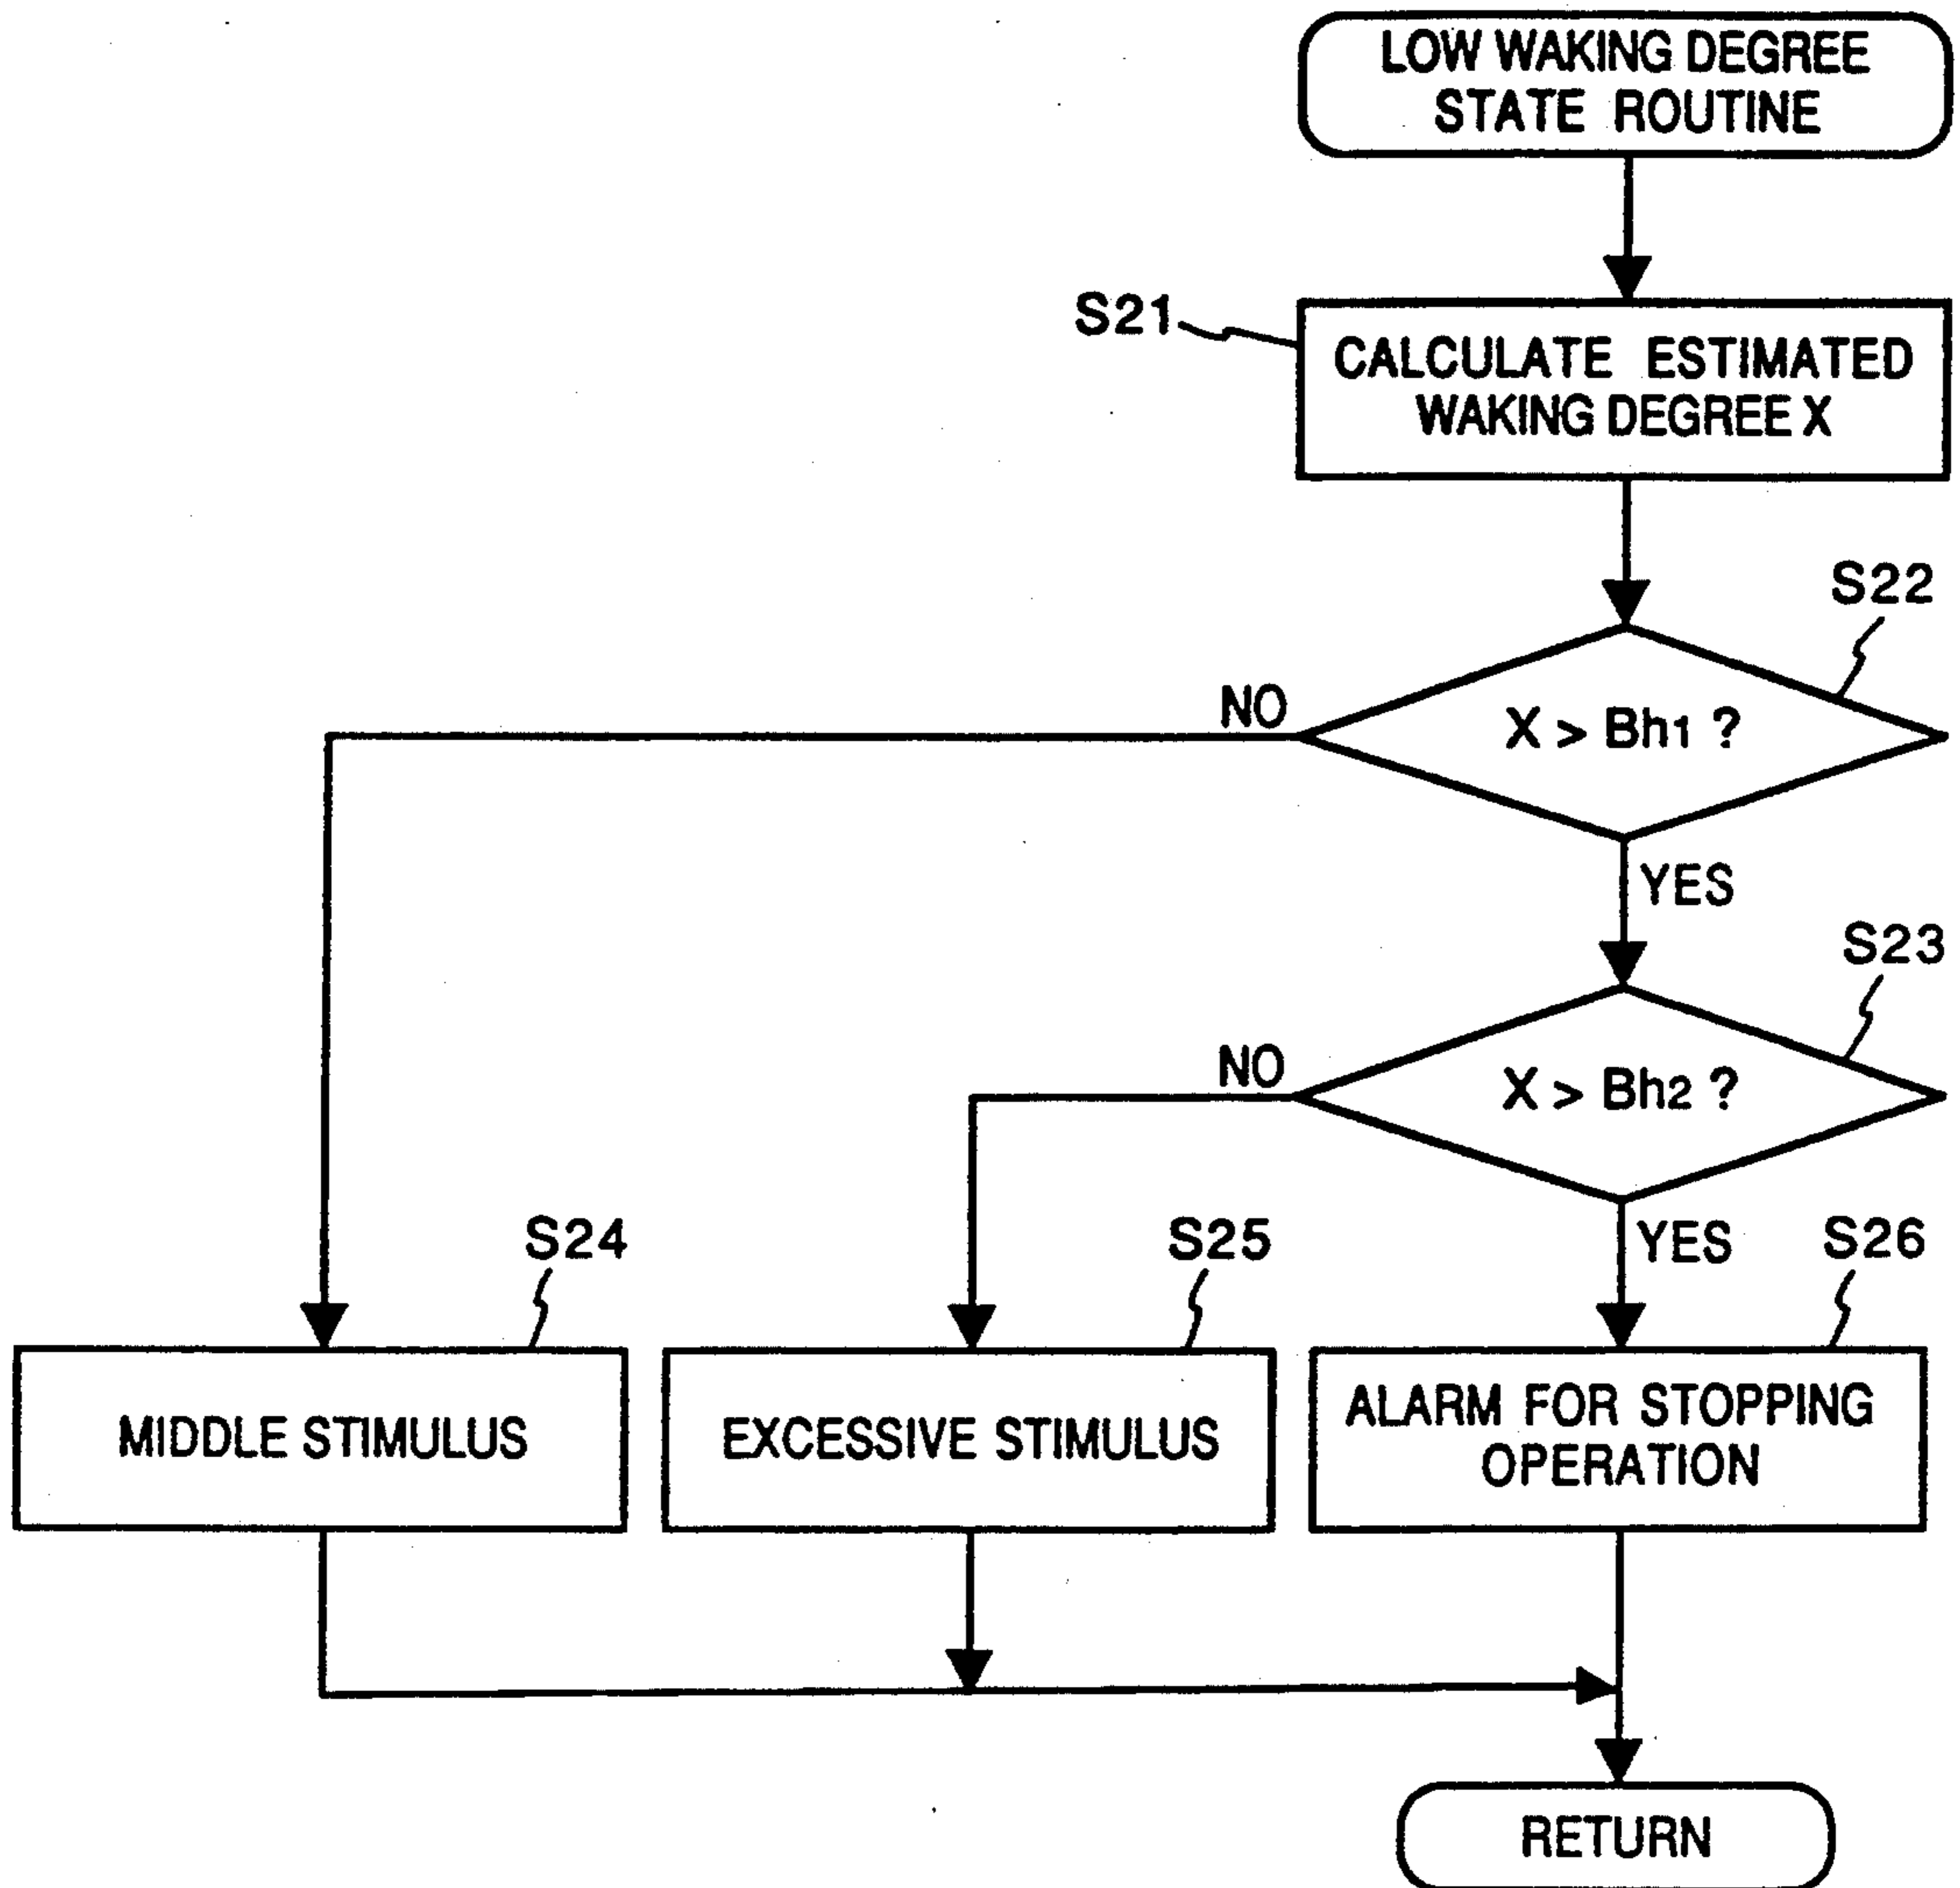 LOW WAKING DEGREE
STATE ROUTINE
S21
CALCULATE ESTIMATED
WAKING DEGREE X
S22
NO
X > Bh1 ?
YES
S23
NO
X > Bh2 ?
S24
S25
YES
S26
MIDDLE STIMULUS
EXCESSIVE STIMULUS
ALARM FOR STOPPING
OPERATION
RETURN